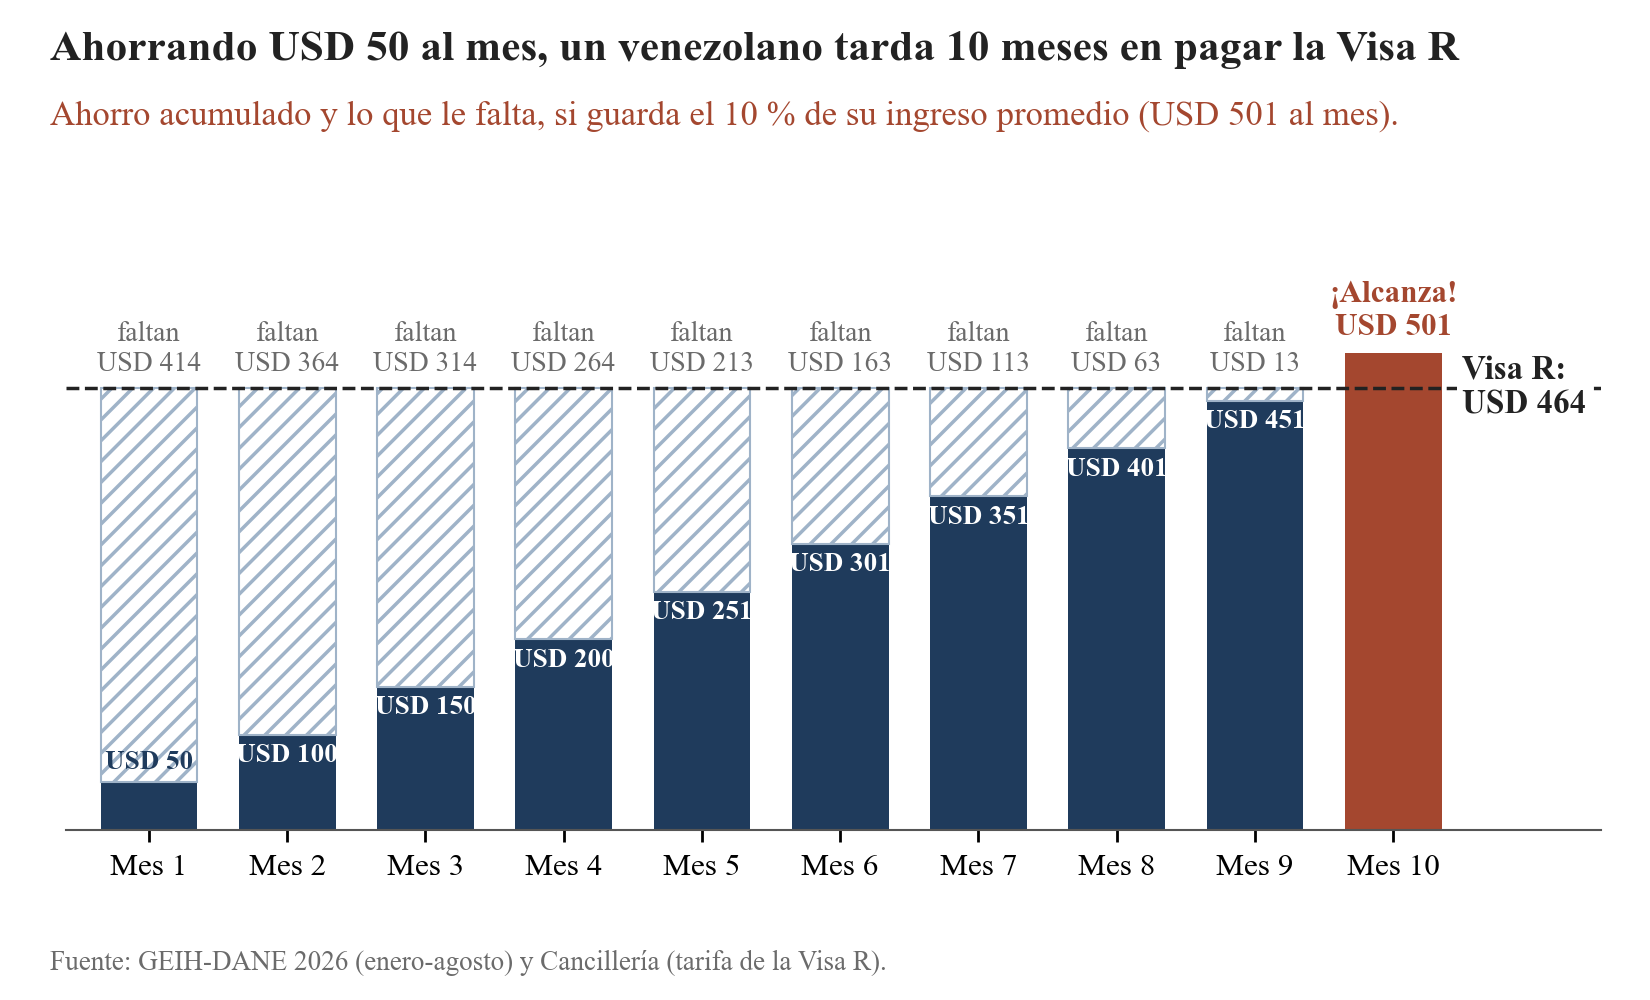 Ahorrando USD 50 al mes, un venezolano tarda 10 meses en pagar la Visa R
Ahorro acumulado y lo que le falta, si guarda el 10 % de su ingreso promedio (USD 501 al mes).
¡Alcanza!
USD 501
faltan
USD 414
faltan
USD 364
faltan
USD 314
faltan
USD 264
faltan
USD 213
faltan
USD 163
faltan
USD 113
faltan
USD 63
faltan
USD 13
Visa R:
USD 464
USD 50
USD 100
USD 150
USD 200
USD 251
USD 301
USD 351
USD 401
USD 451
Mes 1
Mes 2
Mes 3
Mes 4
Mes 5
Mes 6
Mes 7
Mes 8
Mes 9
Mes 10
Fuente: GEIH-DANE 2026 (enero-agosto) y Cancillería (tarifa de la Visa R).